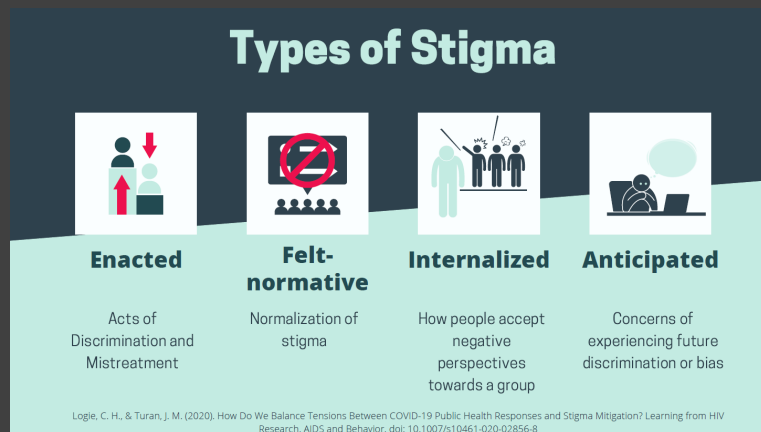 Types of Stigma
Enacted
Felt-
normative
Internalized
Anticipated
Acts of
Discrimination and
Mistreatment
Normalization of
stigma
How people accept
negative
perspectives
towards a group
Concerns of
experiencing future
discrimination or bias
Logie, C. H., & Turan, J. M. (2020). How Do We Balance Tensions Between COVID-19 Public Health Responses and Stigma Mitigation? Learning from HIV
Research. AIDS and Behavior. doi: 10.1007/s10461-020-02856-8